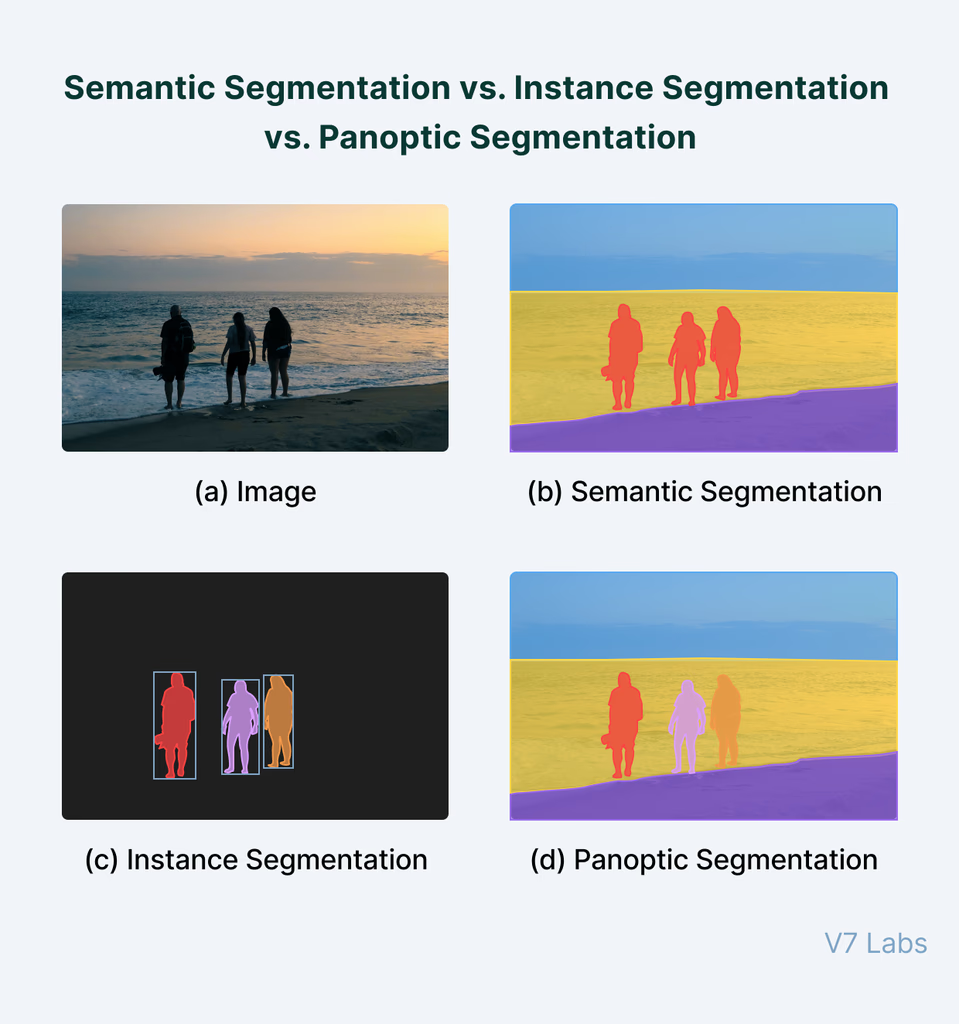 Semantic Segmentation vs. Instance Segmentation
vs. Panoptic Segmentation
(a) Image
(b) Semantic Segmentation
(c) Instance Segmentation
(d) Panoptic Segmentation
V7 Labs